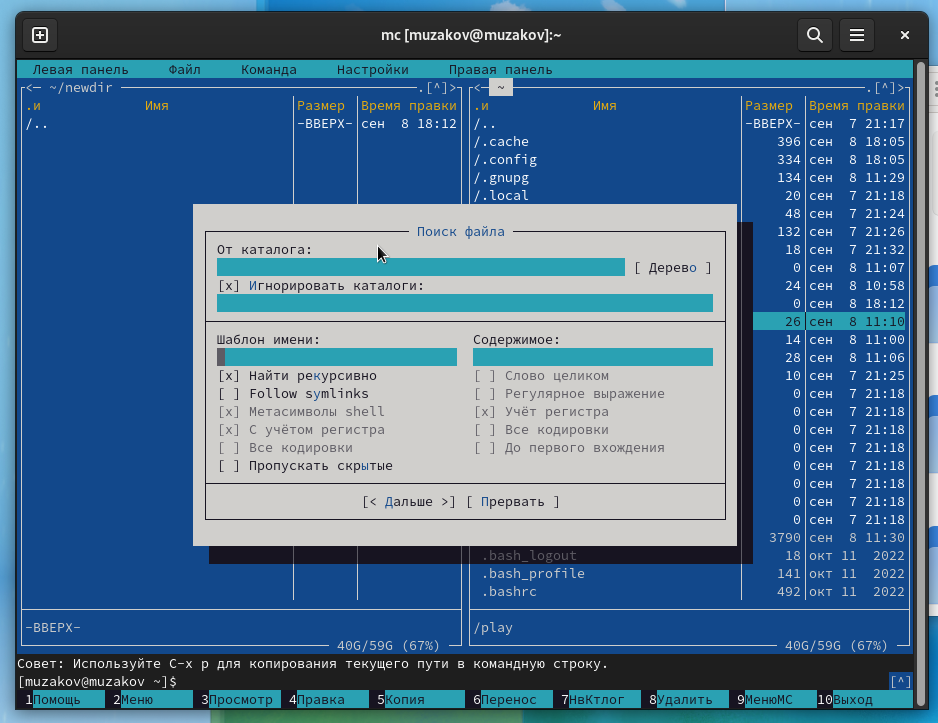 mc [muzakov@muzakov]:~
Левая панель Файл Команда Настройки Правая панель
<— ~/newdir .[^]> <— ~ .[^]>
.и Имя Размер Время правки .и Имя Размер Время правки
/.. -ВВЕРХ- сен 8 18:12 /.. -ВВЕРХ- сен 7 21:17
/.cache 396 сен 8 18:05
/.config 334 сен 8 18:05
/.gnupg 134 сен 8 11:29
/.local 20 сен 7 21:18
48 сен 7 21:24
Поиск файла 132 сен 7 21:26
От каталога: 18 сен 7 21:32
[ Дерево ] 0 сен 8 11:07
[x] Игнорировать каталоги: 24 сен 8 10:58
0 сен 8 18:12
26 сен 8 11:10
Шаблон имени: Содержимое: 14 сен 8 11:00
28 сен 8 11:06
[x] Найти рекурсивно [ ] Слово целиком 10 сен 7 21:25
[ ] Follow symlinks [ ] Регулярное выражение 0 сен 7 21:18
[x] Метасимволы shell [x] Учёт регистра 0 сен 7 21:18
[x] С учётом регистра [ ] Все кодировки 0 сен 7 21:18
[ ] Все кодировки [ ] До первого вхождения 0 сен 7 21:18
[ ] Пропускать скрытые 0 сен 7 21:18
0 сен 7 21:18
[< Дальше >] [ Прервать ] 0 сен 7 21:18
0 сен 7 21:18
3790 сен 8 11:30
.bash_logout 18 окт 11 2022
.bash_profile 141 окт 11 2022
.bashrc 492 окт 11 2022
-ВВЕРХ- /play
40G/59G (67%) 40G/59G (67%)
Совет: Используйте C-x p для копирования текущего пути в командную строку.
[muzakov@muzakov ~]$ [^]
1Помощь 2Меню 3Просмотр 4Правка 5Копия 6Перенос 7НвКтлог 8Удалить 9МенюМС 10Выход